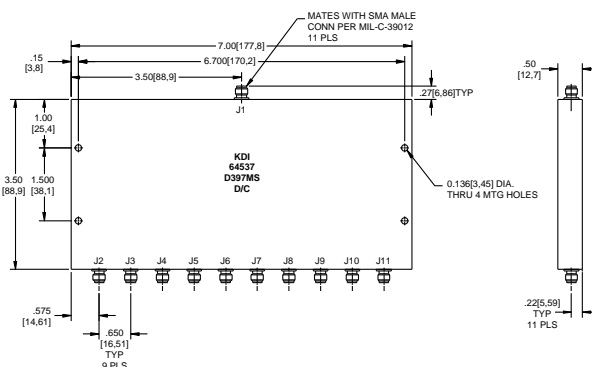 MATES WITH SMA MALE
CONN PER MIL-C-39012
11 PLS
7.00[177,8]
.15
[3,8]
6.700[170,2]
3.50[88,9]
.27[6,86]TYP
.50
[12,7]
J1
1.00
[25,4]
3.50
[88,9]
1.500
[38,1]
KDI
64537
D397MS
D/C
0.136[3,45] DIA.
THRU 4 MTG HOLES
J2 J3 J4 J5 J6 J7 J8 J9 J10 J11
.575
[14,61]
.650
[16,51]
TYP
9 PLS
.22[5,59]
TYP
11 PLS